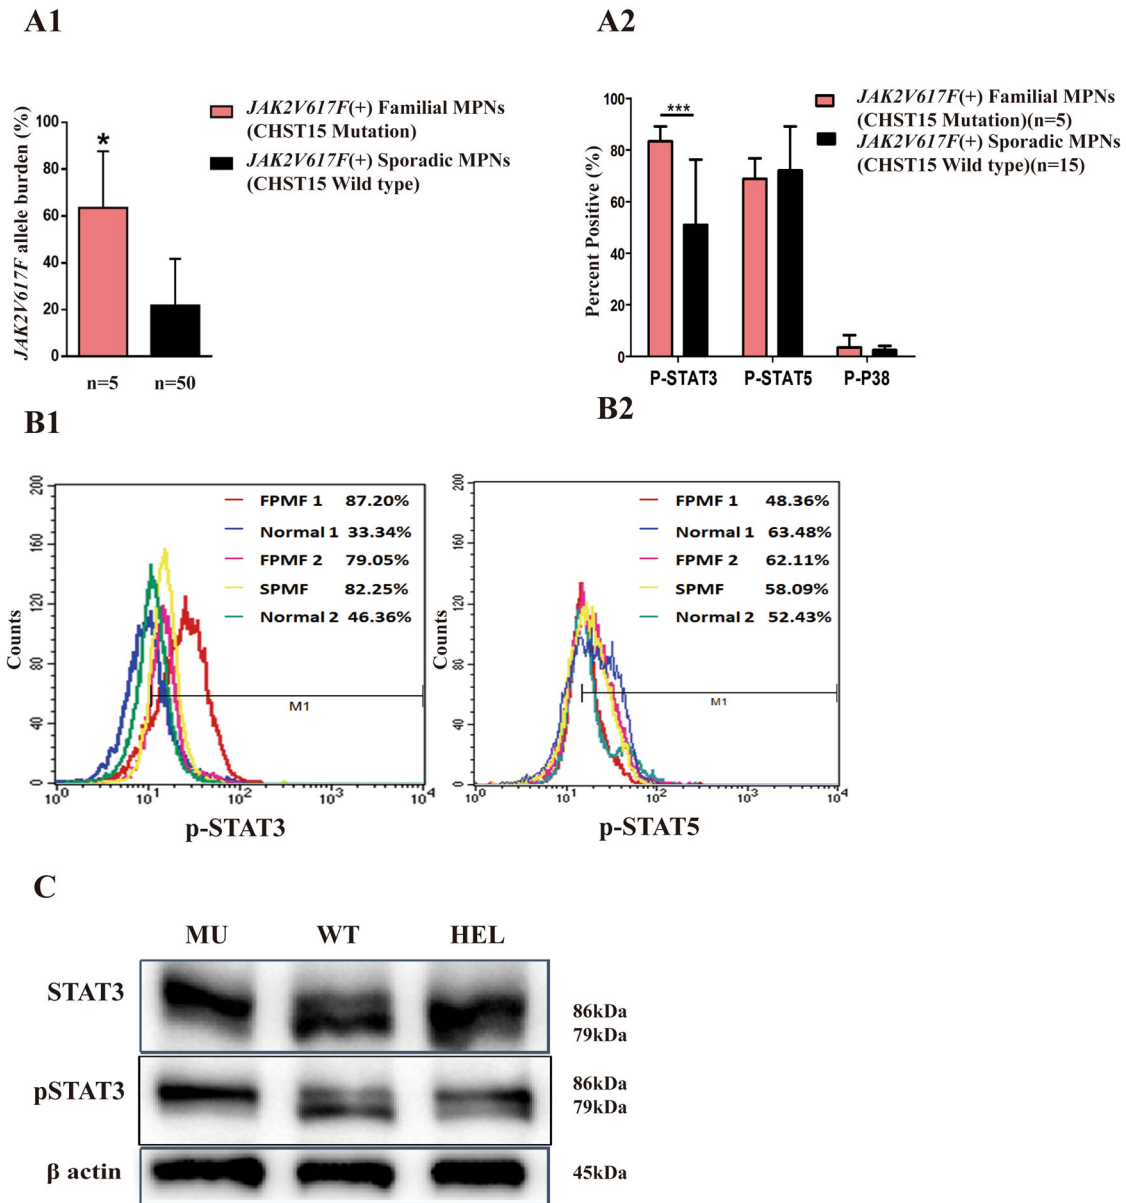 A1
JAK2V617F allele burden (%)
100
80
60
40
20
0
*
n=5
n=50
JAK2V617F(+) Familial MPNs
(CHST15 Mutation)
JAK2V617F(+) Sporadic MPNs
(CHST15 Wild type)
A2
Percent Positive (%)
100
80
60
40
20
0
***
P-STAT3
P-STAT5
P-P38
JAK2V617F(+) Familial MPNs
(CHST15 Mutation)(n=5)
JAK2V617F(+) Sporadic MPNs
(CHST15 Wild type)(n=15)
B1
Counts
200
160
120
80
40
0
FPMF 1 87.20%
Normal 1 33.34%
FPMF 2 79.05%
SPMF 82.25%
Normal 2 46.36%
M1
10⁰ 10¹ 10² 10³ 10⁴
p-STAT3
B2
Counts
200
160
120
80
40
0
FPMF 1 48.36%
Normal 1 63.48%
FPMF 2 62.11%
SPMF 58.09%
Normal 2 52.43%
M1
10⁰ 10¹ 10² 10³ 10⁴
p-STAT5
C
MU WT HEL
STAT3
86kDa
79kDa
pSTAT3
86kDa
79kDa
β actin
45kDa